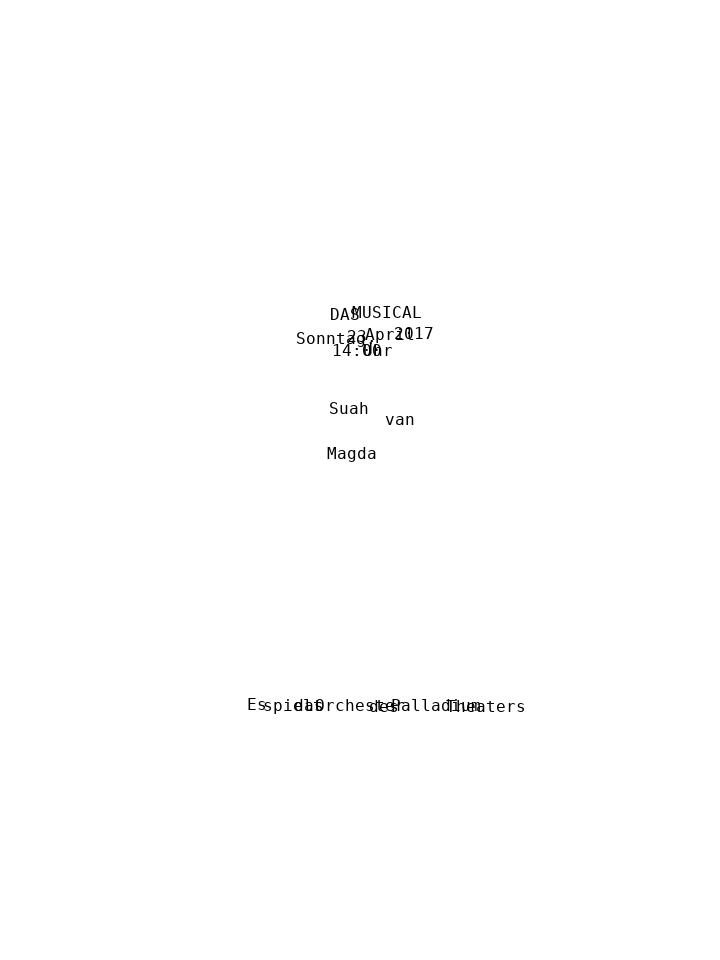 DAS MUSICAL
Sonntag, 23. April 2017
14:00 Uhr
Suah
van
Magda
Es spielt das Orchester des Palladium Theaters